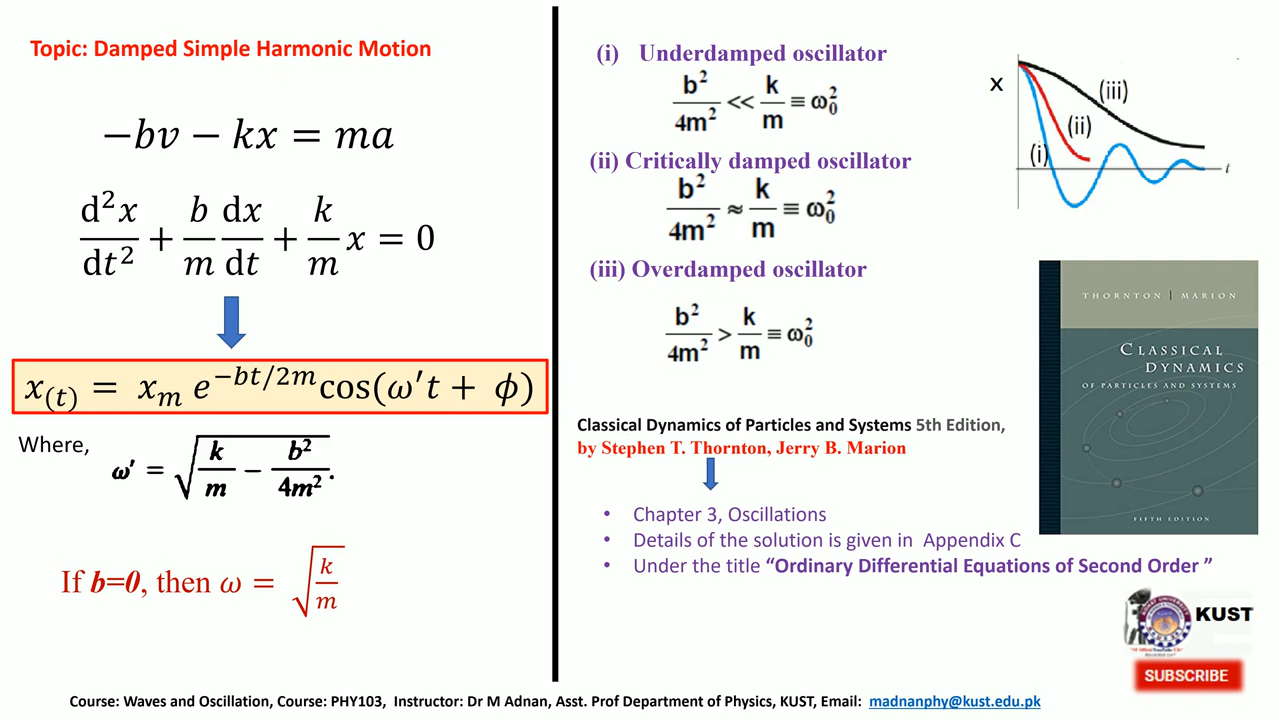 Topic: Damped Simple Harmonic Motion
−bv − kx = ma
d²x/dt² + b/m dx/dt + k/m x = 0
x₍t₎ = xₘ e^(−bt/2m) cos(ω′t + ϕ)
Where,
ω′ = √(k/m − b²/4m²).
If b=0, then ω = √(k/m)
(i) Underdamped oscillator
b²/4m² << k/m ≡ ω₀²
(ii) Critically damped oscillator
b²/4m² ≈ k/m ≡ ω₀²
(iii) Overdamped oscillator
b²/4m² > k/m ≡ ω₀²
x
(iii)
(ii)
(i)
t
THORNTON | MARION
CLASSICAL
DYNAMICS
OF PARTICLES AND SYSTEMS
FIFTH EDITION
Classical Dynamics of Particles and Systems 5th Edition,
by Stephen T. Thornton, Jerry B. Marion
• Chapter 3, Oscillations
• Details of the solution is given in Appendix C
• Under the title “Ordinary Differential Equations of Second Order ”
KUST
SUBSCRIBE
Course: Waves and Oscillation, Course: PHY103, Instructor: Dr M Adnan, Asst. Prof Department of Physics, KUST, Email: madnanphy@kust.edu.pk